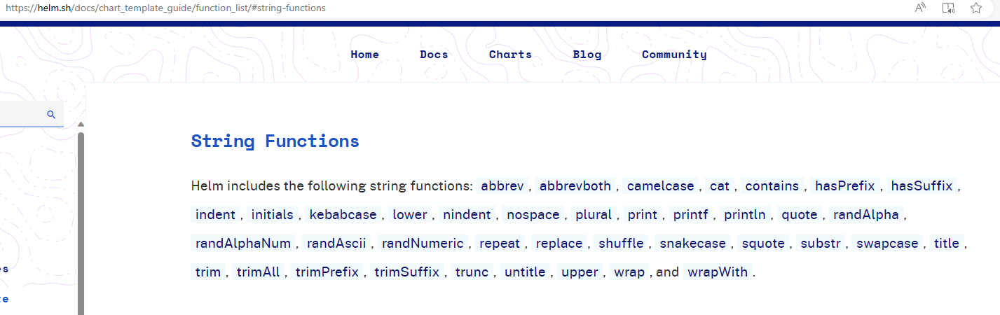 https://helm.sh/docs/chart_template_guide/function_list/#string-functions
Home Docs Charts Blog Community
String Functions
Helm includes the following string functions: abbrev , abbrevboth , camelcase , cat , contains , hasPrefix , hasSuffix ,
indent , initials , kebabcase , lower , nindent , nospace , plural , print , printf , println , quote , randAlpha ,
randAlphaNum , randAscii , randNumeric , repeat , replace , shuffle , snakecase , squote , substr , swapcase , title ,
trim , trimAll , trimPrefix , trimSuffix , trunc , untitle , upper , wrap , and wrapWith .
s
te